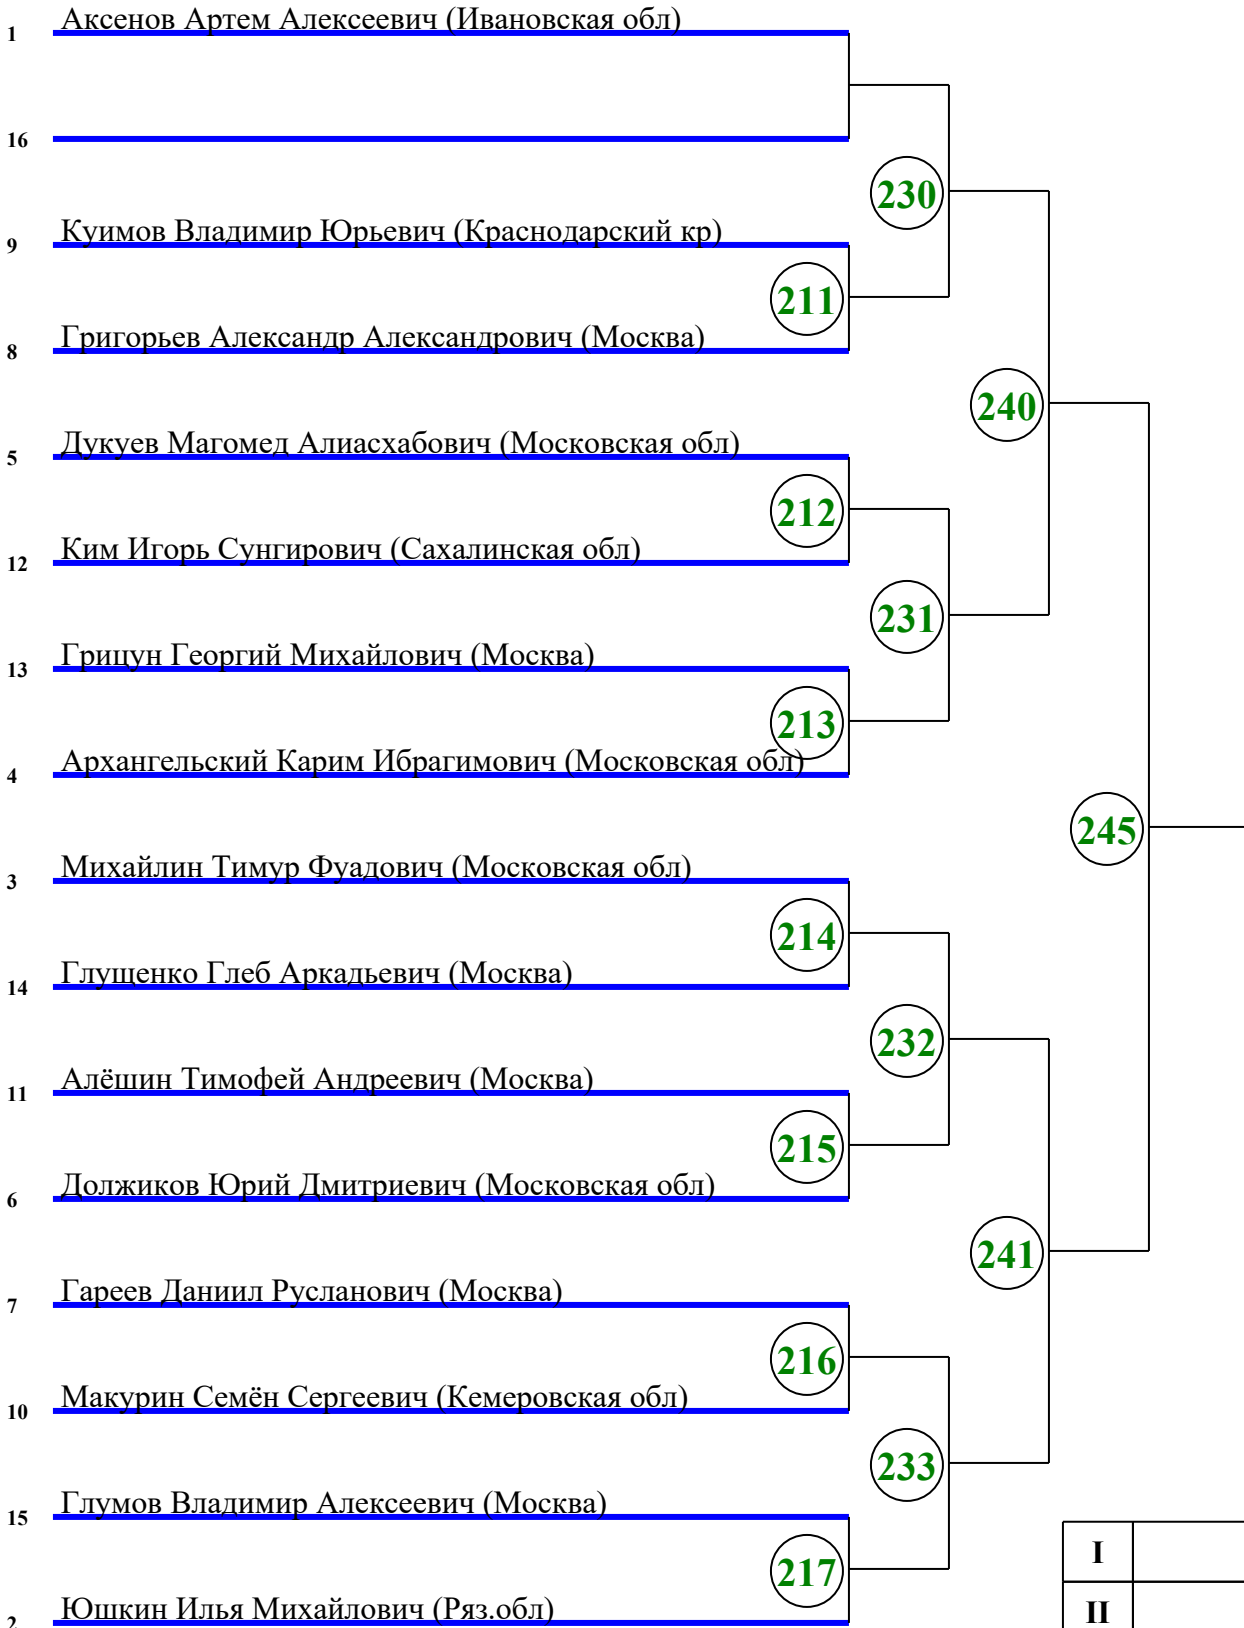 1 Аксенов Артем Алексеевич (Ивановская обл)
16
230
9 Куимов Владимир Юрьевич (Краснодарский кр)
211
8 Григорьев Александр Александрович (Москва)
240
5 Дукуев Магомед Алиасхабович (Московская обл)
212
12 Ким Игорь Сунгирович (Сахалинская обл)
231
13 Грицун Георгий Михайлович (Москва)
213
4 Архангельский Карим Ибрагимович (Московская обл)
245
3 Михайлин Тимур Фуадович (Московская обл)
214
14 Глущенко Глеб Аркадьевич (Москва)
232
11 Алёшин Тимофей Андреевич (Москва)
215
6 Должиков Юрий Дмитриевич (Московская обл)
241
7 Гареев Даниил Русланович (Москва)
216
10 Макурин Семён Сергеевич (Кемеровская обл)
233
15 Глумов Владимир Алексеевич (Москва)
I
217
2 Юшкин Илья Михайлович (Ряз.обл)
II